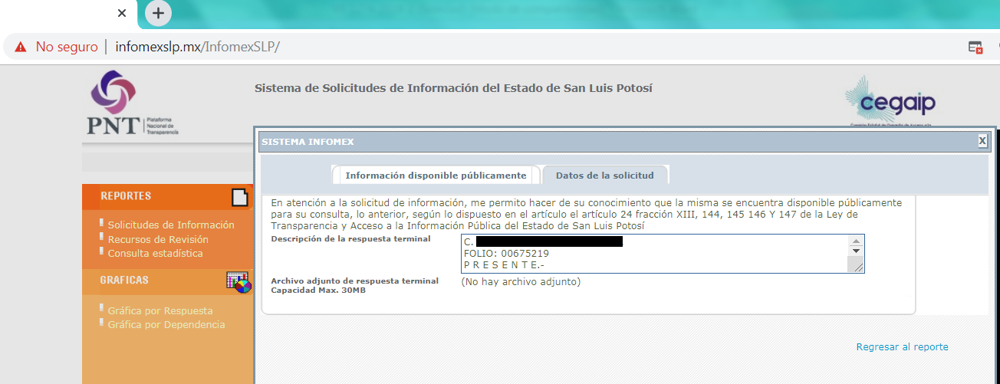 No seguro | infomexslp.mx/InfomexSLP/
PNT Plataforma Nacional de Transparencia
Sistema de Solicitudes de Información del Estado de San Luis Potosí
cegaip
SISTEMA INFOMEX
X
Información disponible públicamente
Datos de la solicitud
REPORTES
Solicitudes de Información
Recursos de Revisión
Consulta estadística
GRAFICAS
Gráfica por Respuesta
Gráfica por Dependencia
En atención a la solicitud de información, me permito hacer de su conocimiento que la misma se encuentra disponible públicamente
para su consulta, lo anterior, según lo dispuesto en el artículo el artículo 24 fracción XIII, 144, 145 146 Y 147 de la Ley de
Transparencia y Acceso a la Información Pública del Estado de San Luis Potosí
Descripción de la respuesta terminal
C.
FOLIO: 00675219
P R E S E N T E.-
Archivo adjunto de respuesta terminal
Capacidad Max. 30MB
(No hay archivo adjunto)
Regresar al reporte